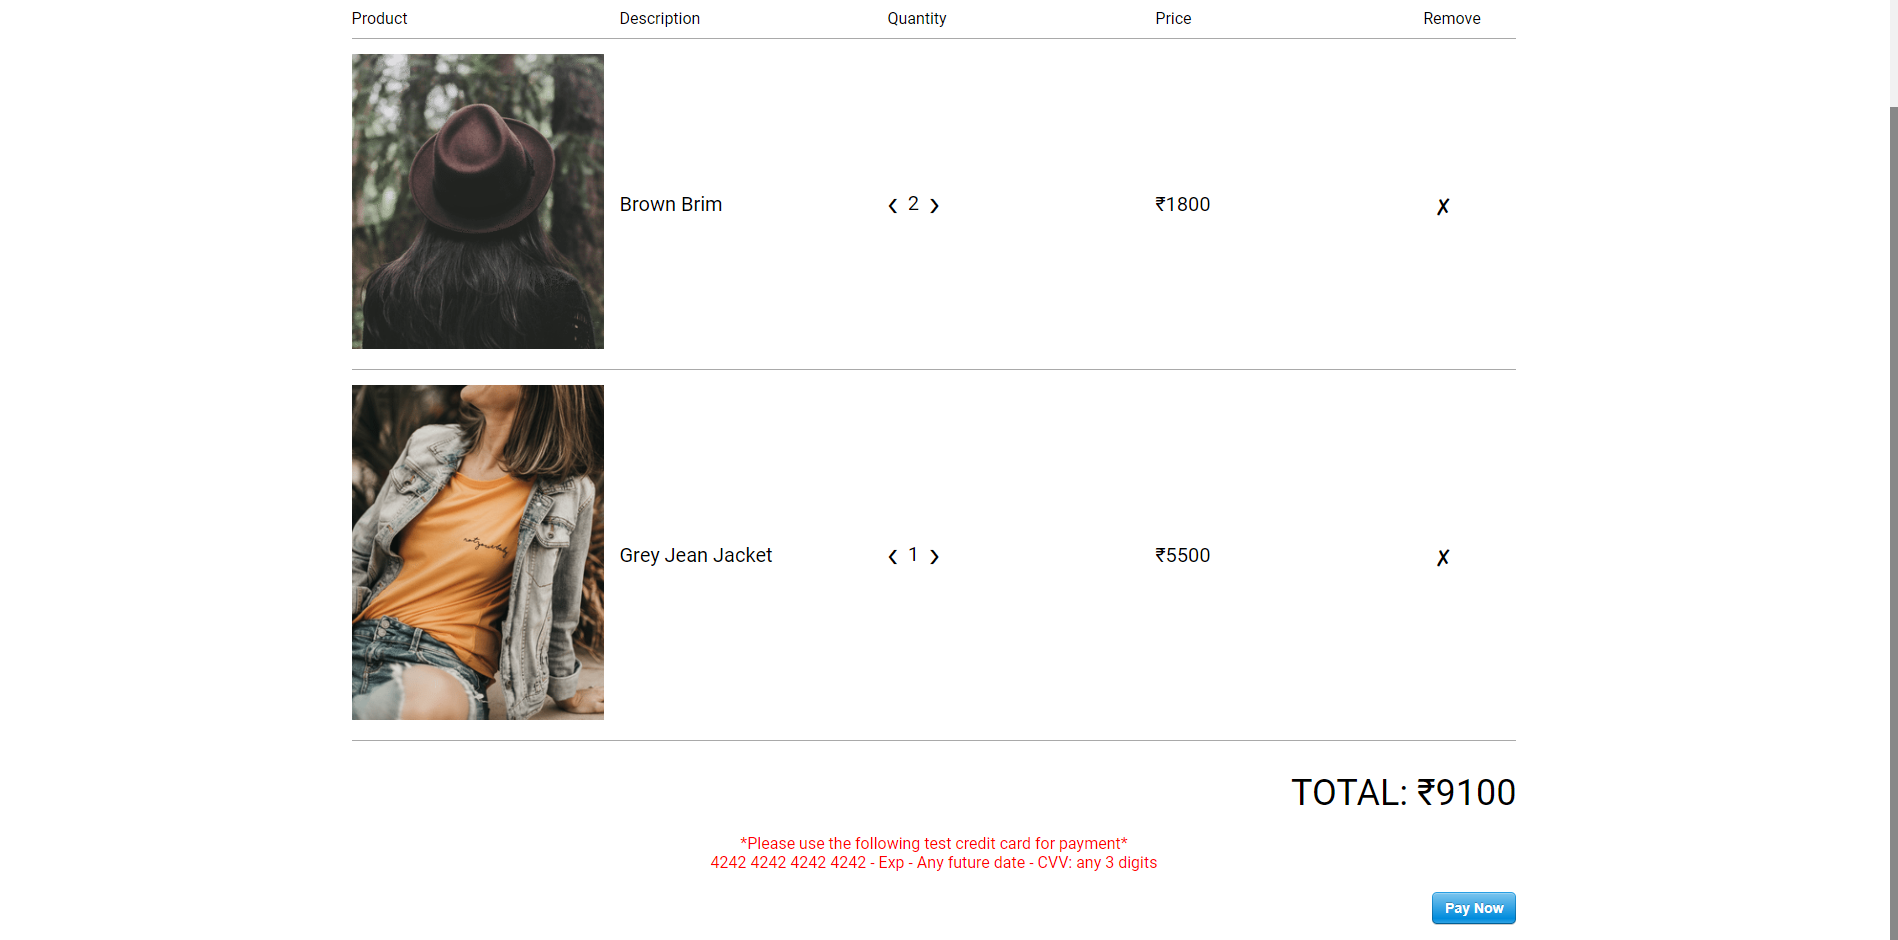 Product Description Quantity Price Remove
Brown Brim ❮ 2 ❯ ₹1800 ✗
Grey Jean Jacket ❮ 1 ❯ ₹5500 ✗
TOTAL: ₹9100
*Please use the following test credit card for payment*
4242 4242 4242 4242 - Exp - Any future date - CVV: any 3 digits
Pay Now